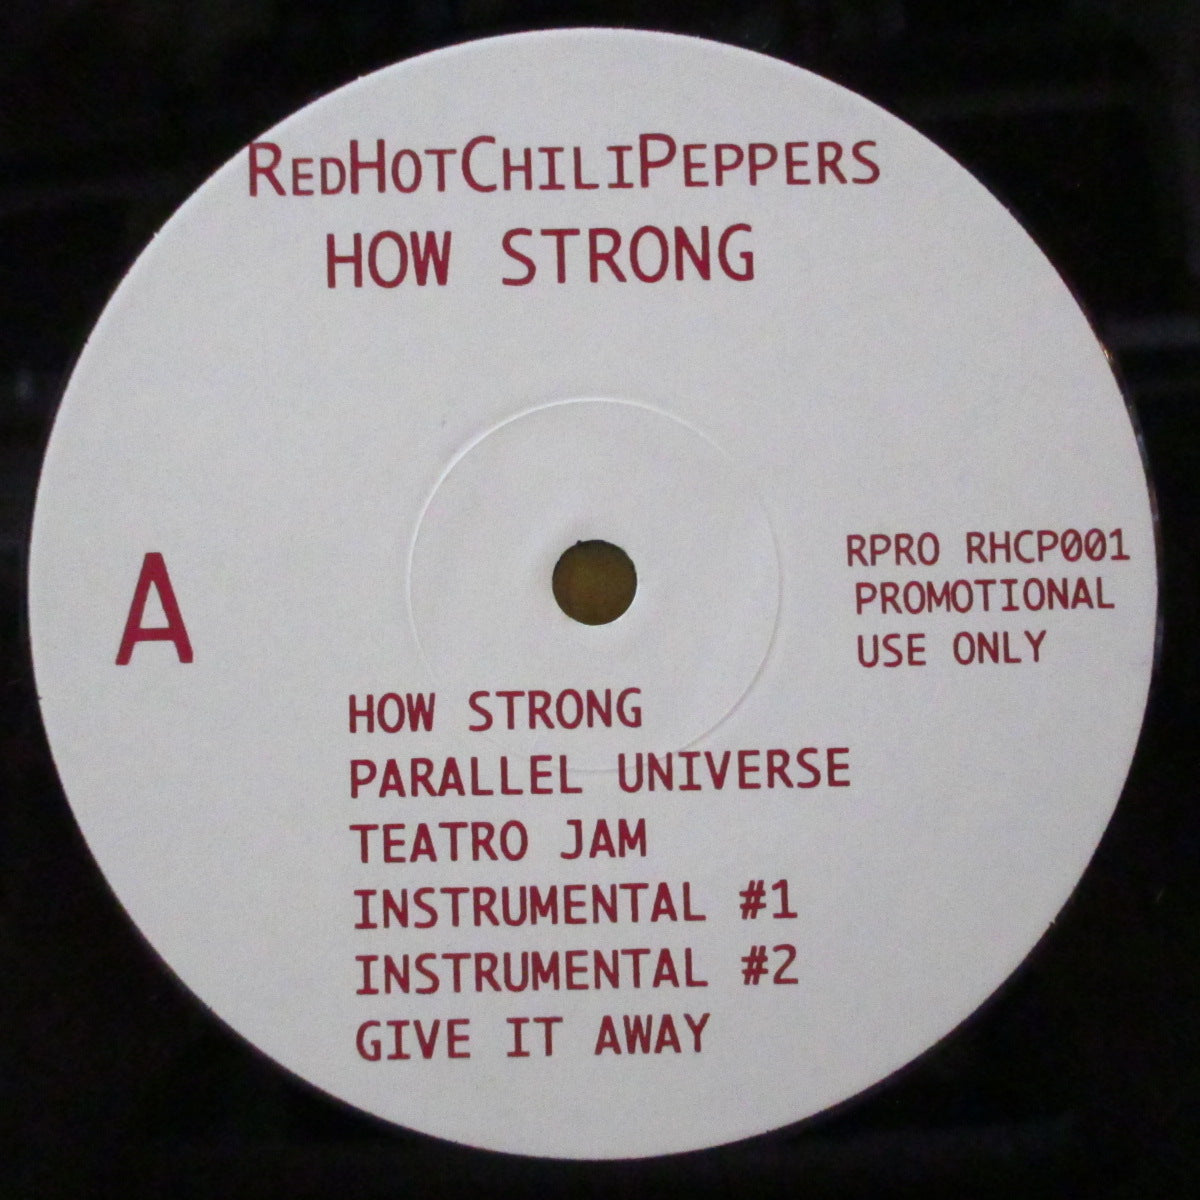 REDHOTCHILIPEPPERS
HOW STRONG
A
RPRO RHCP001
PROMOTIONAL
USE ONLY
HOW STRONG
PARALLEL UNIVERSE
TEATRO JAM
INSTRUMENTAL #1
INSTRUMENTAL #2
GIVE IT AWAY